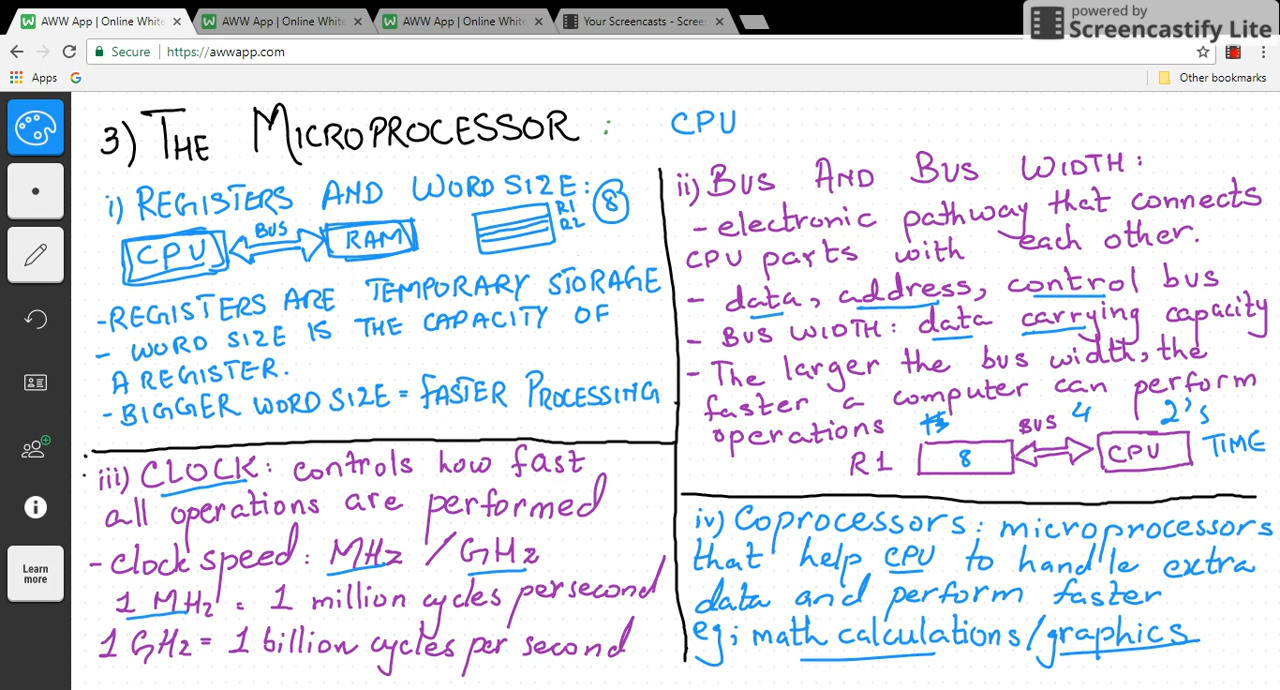 AWW App | Online White
AWW App | Online White
AWW App | Online White
Your Screencasts - Screen
powered by
Screencastify Lite
Secure
https://awwapp.com
Apps
Other bookmarks
3) THE MICROPROCESSOR :
CPU
i) REGISTERS AND WORD SIZE: 8
CPU
BUS
RAM
R1
R2
- REGISTERS ARE TEMPORARY STORAGE
- WORD SIZE IS THE CAPACITY OF
A REGISTER.
- BIGGER WORD SIZE = FASTER PROCESSING
ii) BUS AND BUS WIDTH:
- electronic pathway that connects
CPU parts with each other.
- data, address, control bus
- BUS WIDTH: data carrying capacity
- The larger the bus width, the
faster a computer can perform
operations
BUS
4
2's
R1
8
CPU
TIME
iii) CLOCK: controls how fast
all operations are performed
- clock speed: MHz / GHz
1 MHz = 1 million cycles per second
1 GHz = 1 billion cycles per second
iv) Coprocessors; microprocessors
that help CPU to handle extra
data and perform faster
eg; math calculations/graphics
Learn
more